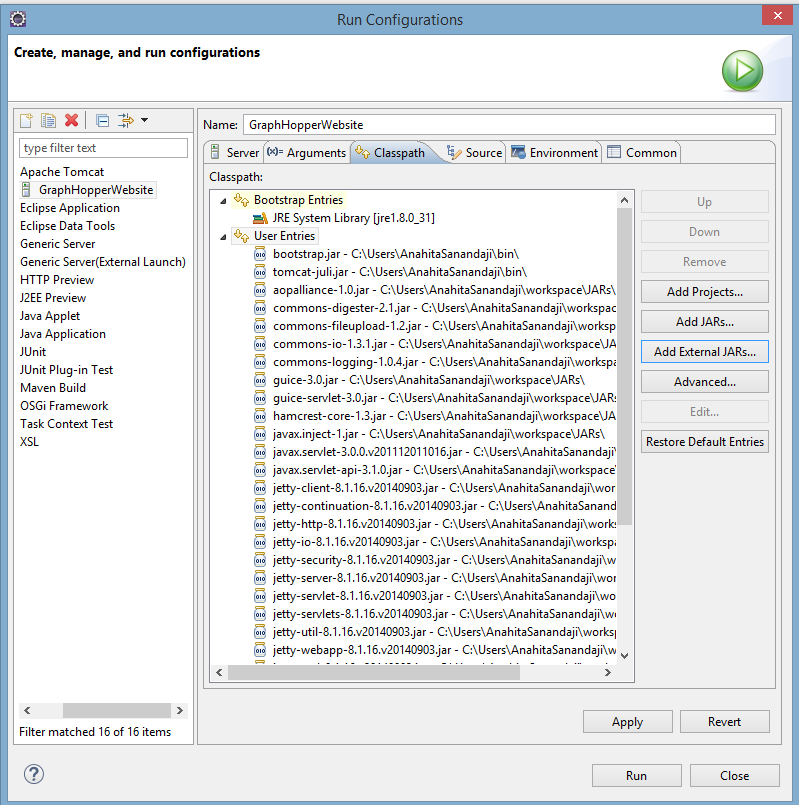 Run Configurations
Create, manage, and run configurations
type filter text
Apache Tomcat
GraphHopperWebsite
Eclipse Application
Eclipse Data Tools
Generic Server
Generic Server(External Launch)
HTTP Preview
J2EE Preview
Java Applet
Java Application
JUnit
JUnit Plug-in Test
Maven Build
OSGi Framework
Task Context Test
XSL
Filter matched 16 of 16 items
Name: GraphHopperWebsite
Server (x)= Arguments Classpath Source Environment Common
Classpath:
Bootstrap Entries
JRE System Library [jre1.8.0_31]
User Entries
bootstrap.jar - C:\Users\AnahitaSanandaji\bin\
tomcat-juli.jar - C:\Users\AnahitaSanandaji\bin\
aopalliance-1.0.jar - C:\Users\AnahitaSanandaji\workspace\JARs\
commons-digester-2.1.jar - C:\Users\AnahitaSanandaji\workspac
commons-fileupload-1.2.jar - C:\Users\AnahitaSanandaji\workspa
commons-io-1.3.1.jar - C:\Users\AnahitaSanandaji\workspace\JAR
commons-logging-1.0.4.jar - C:\Users\AnahitaSanandaji\workspa
guice-3.0.jar - C:\Users\AnahitaSanandaji\workspace\JARs\
guice-servlet-3.0.jar - C:\Users\AnahitaSanandaji\workspace\JAR
hamcrest-core-1.3.jar - C:\Users\AnahitaSanandaji\workspace\JA
javax.inject-1.jar - C:\Users\AnahitaSanandaji\workspace\JARs\
javax.servlet-3.0.0.v201112011016.jar - C:\Users\AnahitaSanandaj
javax.servlet-api-3.1.0.jar - C:\Users\AnahitaSanandaji\workspace\
jetty-client-8.1.16.v20140903.jar - C:\Users\AnahitaSanandaji\wor
jetty-continuation-8.1.16.v20140903.jar - C:\Users\AnahitaSananda
jetty-http-8.1.16.v20140903.jar - C:\Users\AnahitaSanandaji\works
jetty-io-8.1.16.v20140903.jar - C:\Users\AnahitaSanandaji\workspa
jetty-security-8.1.16.v20140903.jar - C:\Users\AnahitaSanandaji\w
jetty-server-8.1.16.v20140903.jar - C:\Users\AnahitaSanandaji\wor
jetty-servlet-8.1.16.v20140903.jar - C:\Users\AnahitaSanandaji\wo
jetty-servlets-8.1.16.v20140903.jar - C:\Users\AnahitaSanandaji\w
jetty-util-8.1.16.v20140903.jar - C:\Users\AnahitaSanandaji\works
jetty-webapp-8.1.16.v20140903.jar - C:\Users\AnahitaSanandaji\w
Up
Down
Remove
Add Projects...
Add JARs...
Add External JARs...
Advanced...
Edit...
Restore Default Entries
Apply Revert
Run Close